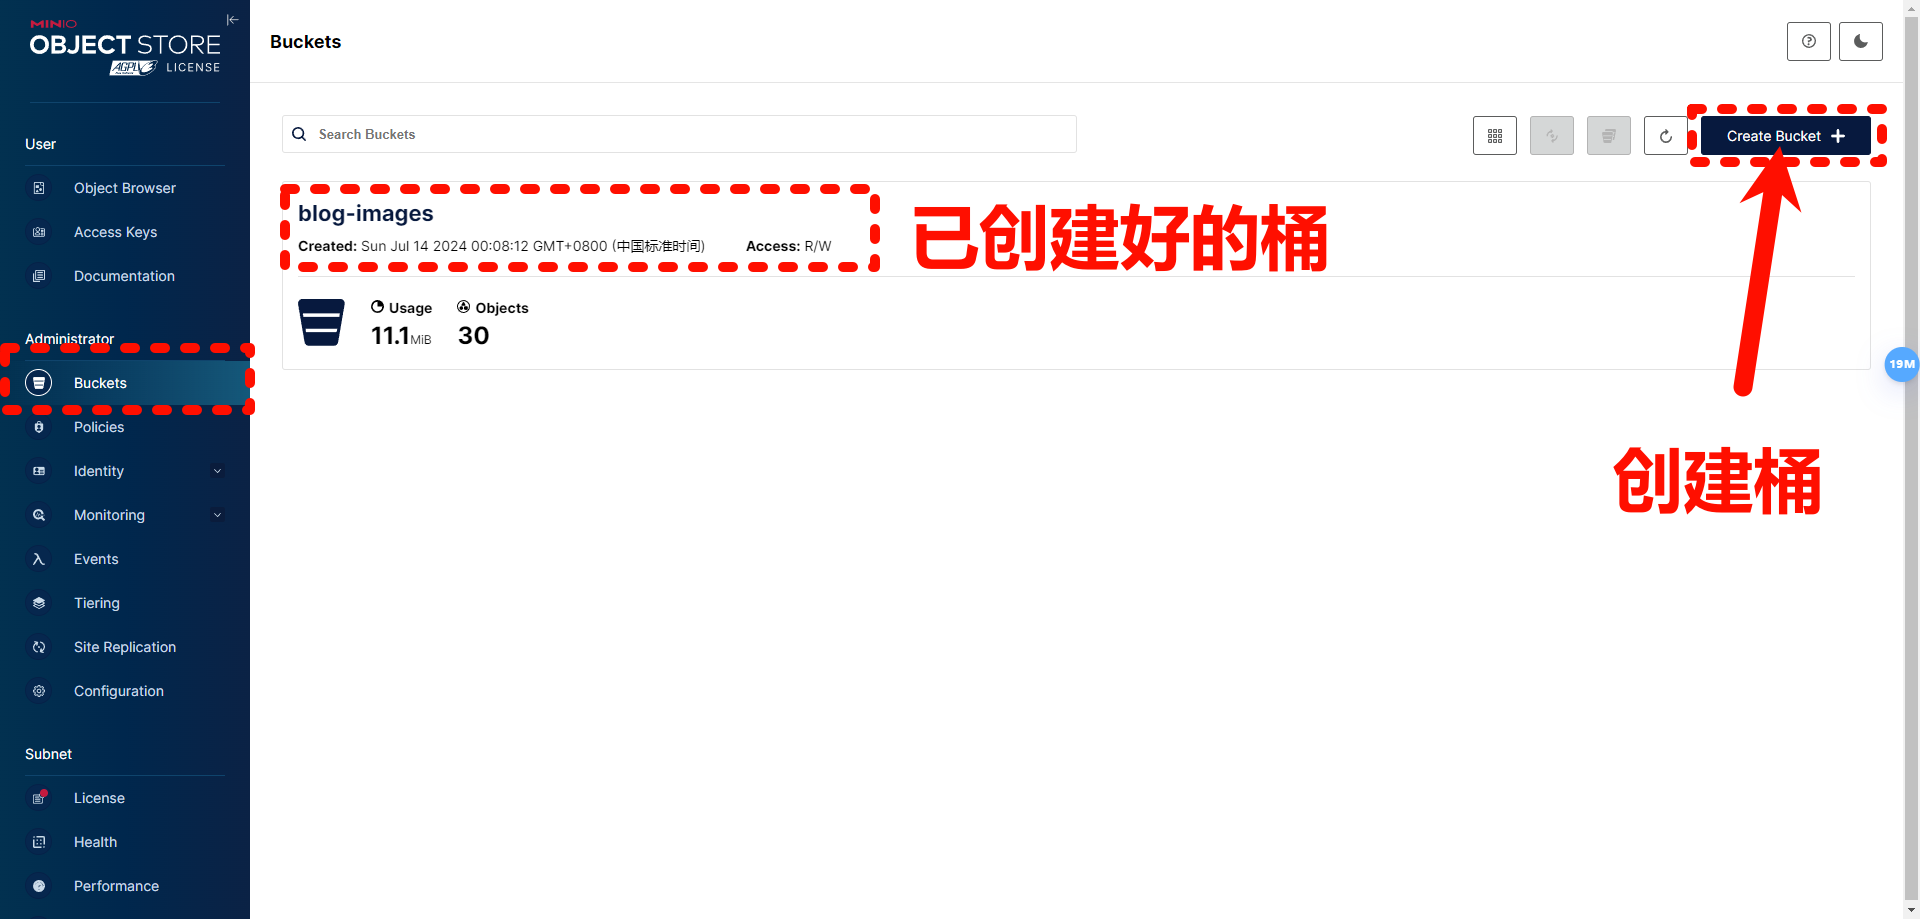 MINIO
OBJECT STORE
AGPLv3 LICENSE
User
Object Browser
Access Keys
Documentation
Administrator
Buckets
Policies
Identity
Monitoring
Events
Tiering
Site Replication
Configuration
Subnet
License
Health
Performance
Buckets
Search Buckets
Create Bucket
blog-images
Created: Sun Jul 14 2024 00:08:12 GMT+0800 (中国标准时间) Access: R/W
已创建好的桶
Usage Objects
11.1MiB 30
19M
创建桶